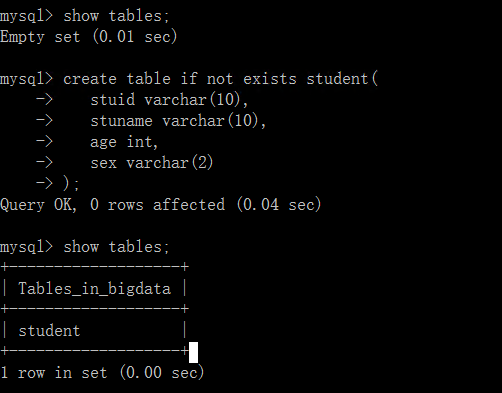 mysql> show tables;
Empty set (0.01 sec)
mysql> create table if not exists student(
    ->     stuid varchar(10),
    ->     stuname varchar(10),
    ->     age int,
    ->     sex varchar(2)
    -> );
Query OK, 0 rows affected (0.04 sec)
mysql> show tables;
+-------------------+
| Tables_in_bigdata |
+-------------------+
| student           |
+-------------------+
1 row in set (0.00 sec)